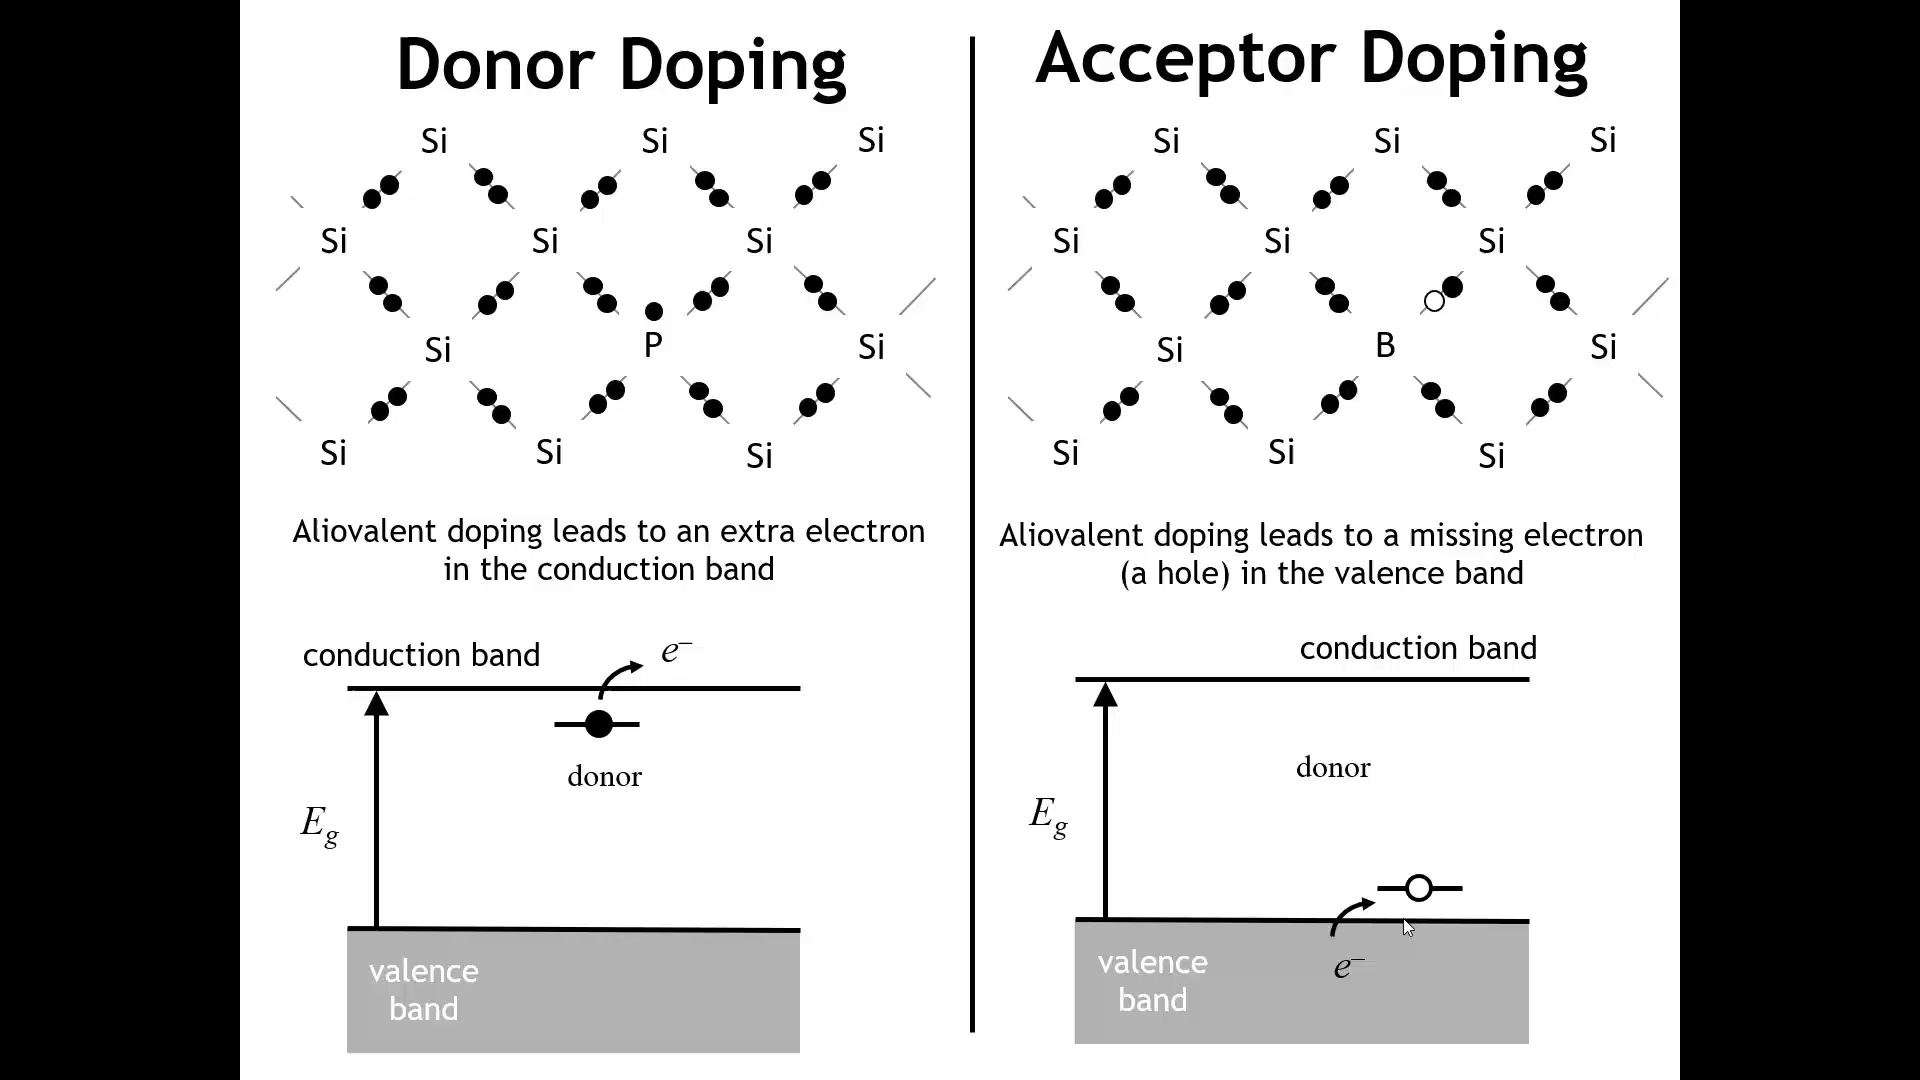 Donor Doping
Si Si Si
Si Si Si
Si P Si
Si Si Si
Aliovalent doping leads to an extra electron
in the conduction band
conduction band e⁻
donor
E_g
valence
band
Acceptor Doping
Si Si Si
Si Si Si
Si B Si
Si Si Si
Aliovalent doping leads to a missing electron
(a hole) in the valence band
conduction band
donor
E_g
valence e⁻
band